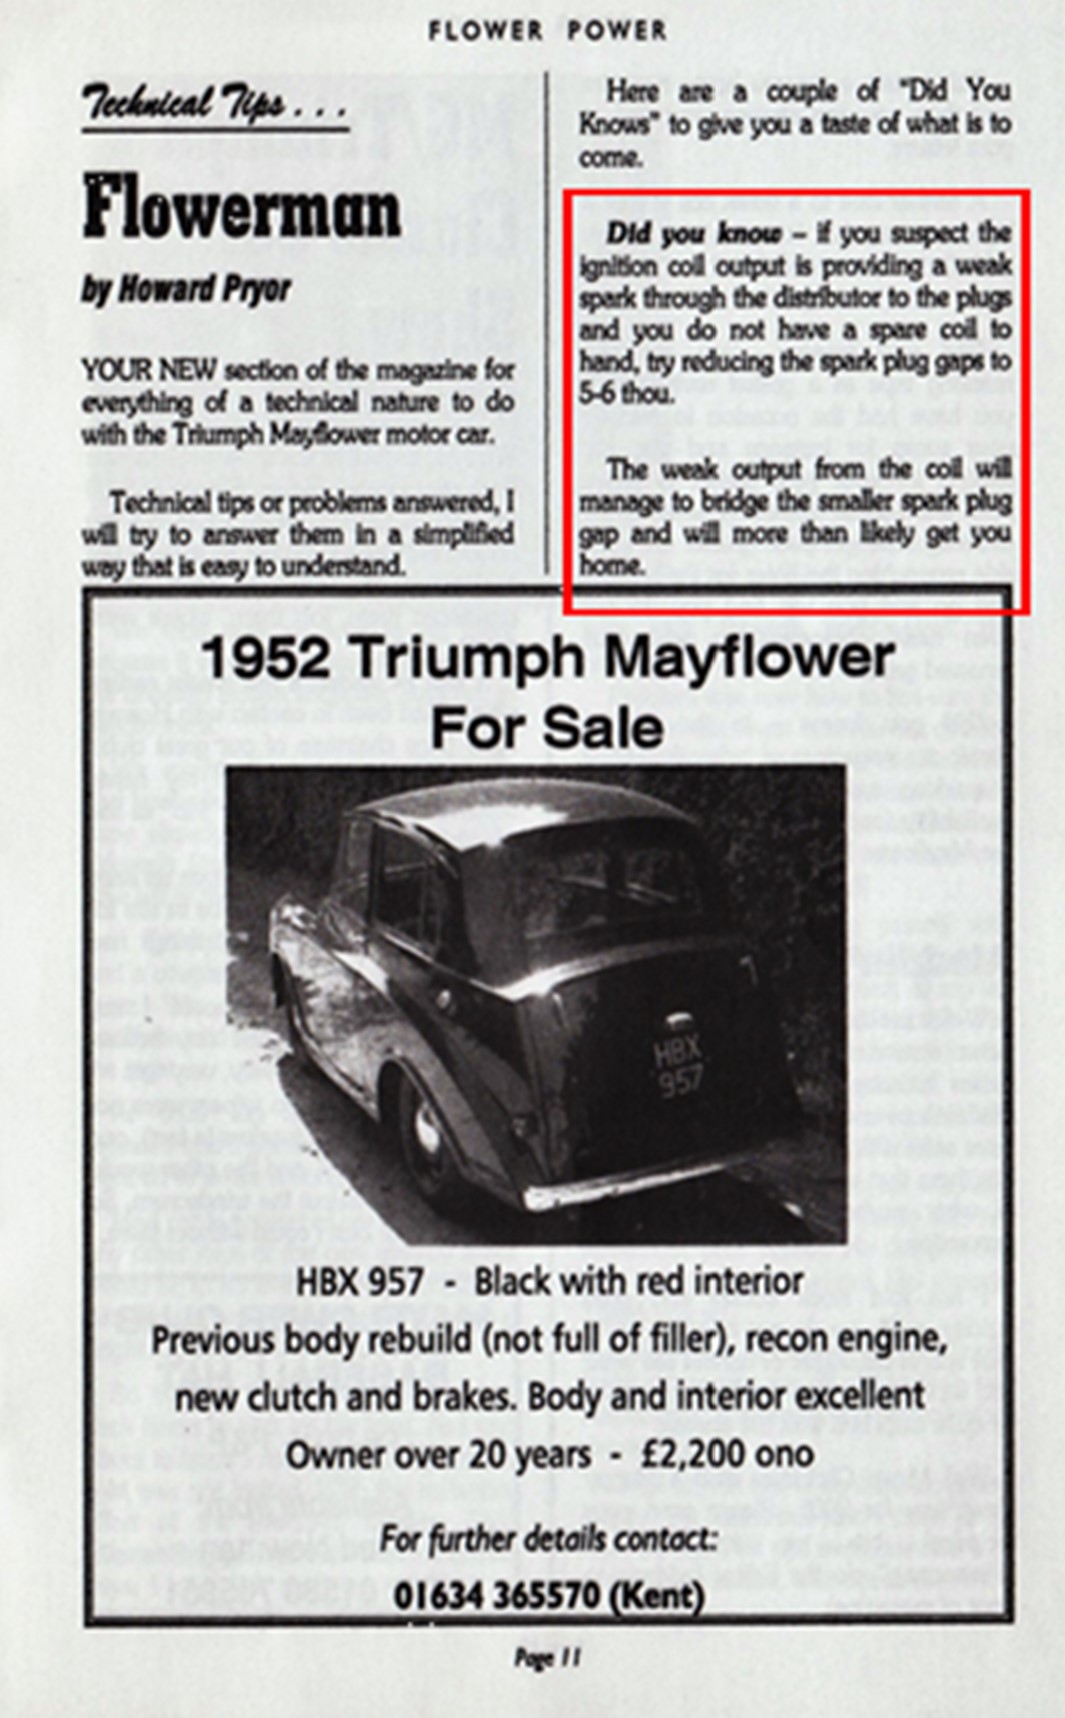 FLOWER POWER
Technical Tips . . .
Flowerman
by Howard Pryor
YOUR NEW section of the magazine for
everything of a technical nature to do
with the Triumph Mayflower motor car.
Technical tips or problems answered, I
will try to answer them in a simplified
way that is easy to understand.
Here are a couple of "Did You
Knows" to give you a taste of what is to
come.
Did you know – if you suspect the
ignition coil output is providing a weak
spark through the distributor to the plugs
and you do not have a spare coil to
hand, try reducing the spark plug gaps to
5-6 thou.
The weak output from the coil will
manage to bridge the smaller spark plug
gap and will more than likely get you
home.
1952 Triumph Mayflower
For Sale
HBX
957
HBX 957 - Black with red interior
Previous body rebuild (not full of filler), recon engine,
new clutch and brakes. Body and interior excellent
Owner over 20 years - £2,200 ono
For further details contact:
01634 365570 (Kent)
Page 11